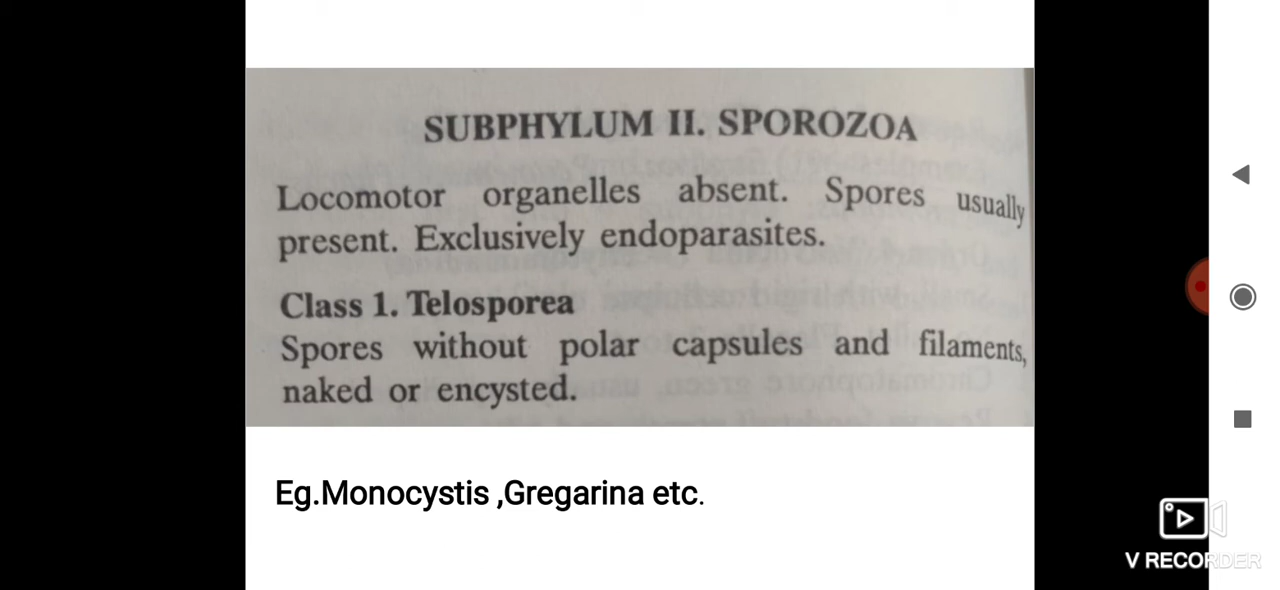 SUBPHYLUM II. SPOROZOA
Locomotor organelles absent. Spores usually
present. Exclusively endoparasites.
Class 1. Telosporea
Spores without polar capsules and filaments,
naked or encysted.
Eg.Monocystis ,Gregarina etc.
V RECORDER